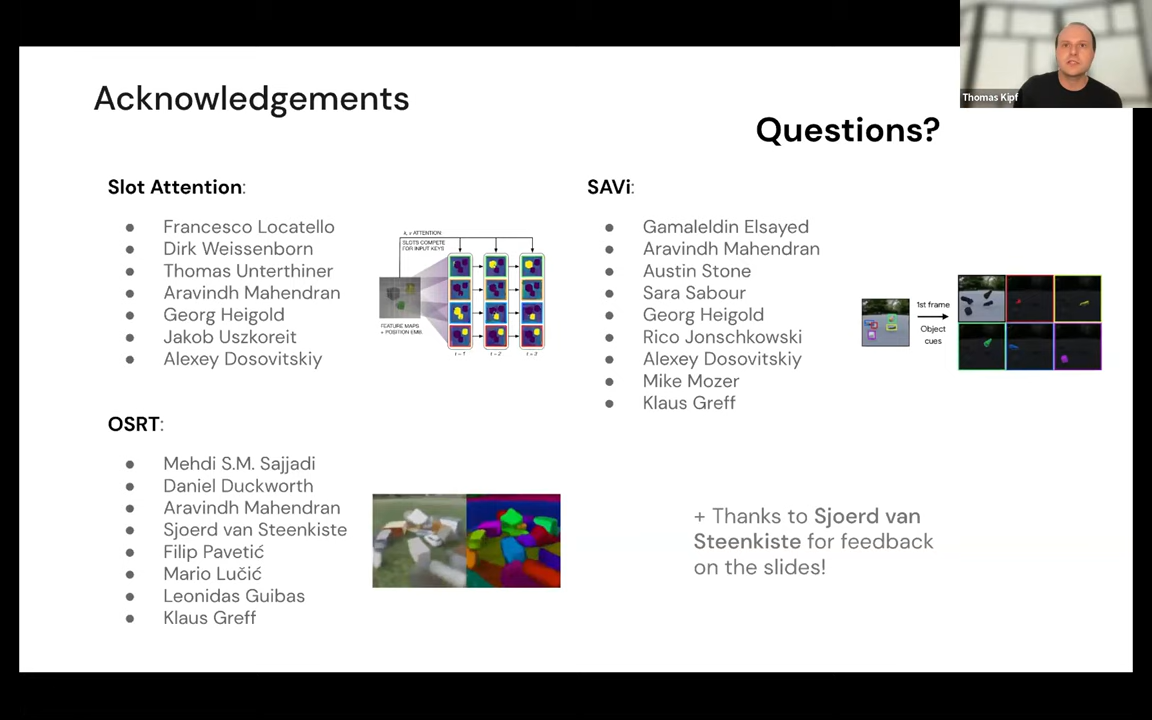 Thomas Kipf
Acknowledgements
Questions?
Slot Attention:
● Francesco Locatello
● Dirk Weissenborn
● Thomas Unterthiner
● Aravindh Mahendran
● Georg Heigold
● Jakob Uszkoreit
● Alexey Dosovitskiy
k, v ATTENTION
SLOTS COMPETE
FOR INPUT KEYS
FEATURE MAPS
+ POSITION EMB.
t = 1 t = 2 t = 3
SAVi:
● Gamaleldin Elsayed
● Aravindh Mahendran
● Austin Stone
● Sara Sabour
● Georg Heigold
● Rico Jonschkowski
● Alexey Dosovitskiy
● Mike Mozer
● Klaus Greff
1st frame
Object
cues
OSRT:
● Mehdi S.M. Sajjadi
● Daniel Duckworth
● Aravindh Mahendran
● Sjoerd van Steenkiste
● Filip Pavetić
● Mario Lučić
● Leonidas Guibas
● Klaus Greff
+ Thanks to Sjoerd van
Steenkiste for feedback
on the slides!